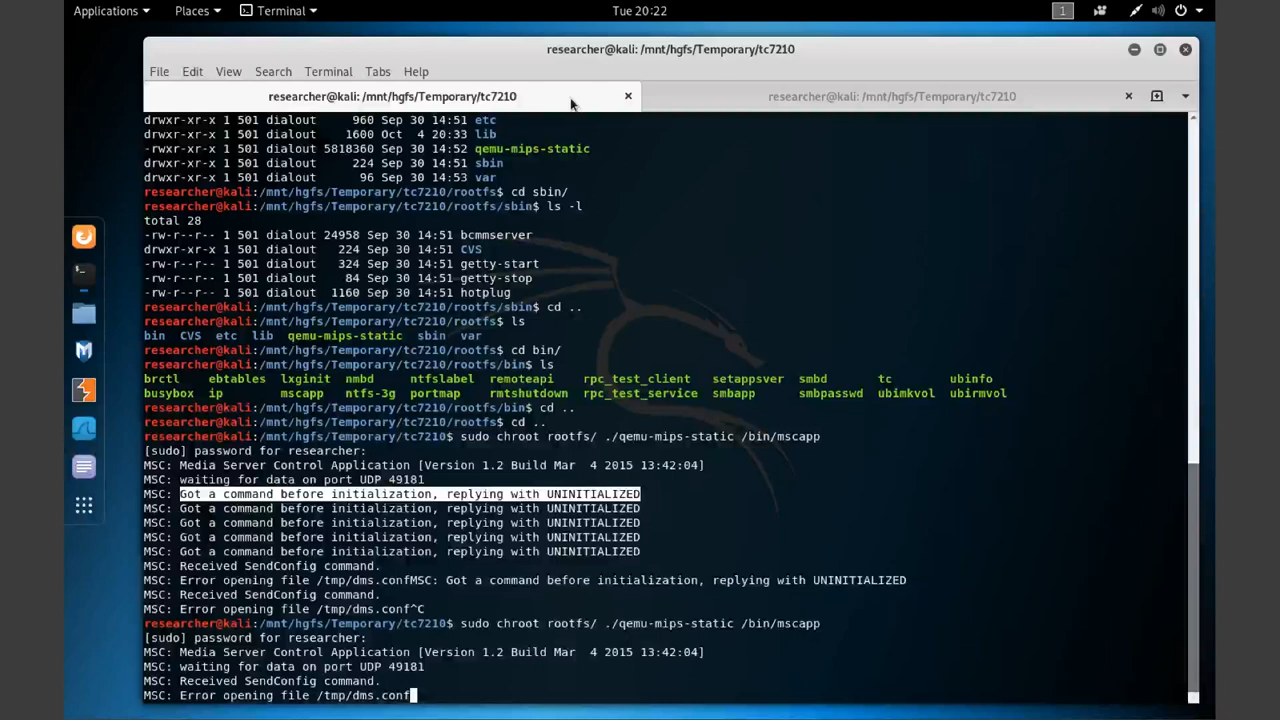 Applications Places Terminal Tue 20:22 1
researcher@kali: /mnt/hgfs/Temporary/tc7210
File Edit View Search Terminal Tabs Help
researcher@kali: /mnt/hgfs/Temporary/tc7210 × researcher@kali: /mnt/hgfs/Temporary/tc7210 ×
drwxr-xr-x 1 501 dialout 960 Sep 30 14:51 etc
drwxr-xr-x 1 501 dialout 1600 Oct 4 20:33 lib
-rwxr-xr-x 1 501 dialout 5818360 Sep 30 14:52 qemu-mips-static
drwxr-xr-x 1 501 dialout 224 Sep 30 14:51 sbin
drwxr-xr-x 1 501 dialout 96 Sep 30 14:53 var
researcher@kali:/mnt/hgfs/Temporary/tc7210/rootfs$ cd sbin/
researcher@kali:/mnt/hgfs/Temporary/tc7210/rootfs/sbin$ ls -l
total 28
-rw-r--r-- 1 501 dialout 24958 Sep 30 14:51 bcmmserver
drwxr-xr-x 1 501 dialout 224 Sep 30 14:51 CVS
-rw-r--r-- 1 501 dialout 324 Sep 30 14:51 getty-start
-rw-r--r-- 1 501 dialout 84 Sep 30 14:51 getty-stop
-rw-r--r-- 1 501 dialout 1160 Sep 30 14:51 hotplug
researcher@kali:/mnt/hgfs/Temporary/tc7210/rootfs/sbin$ cd ..
researcher@kali:/mnt/hgfs/Temporary/tc7210/rootfs$ ls
bin CVS etc lib qemu-mips-static sbin var
researcher@kali:/mnt/hgfs/Temporary/tc7210/rootfs$ cd bin/
researcher@kali:/mnt/hgfs/Temporary/tc7210/rootfs/bin$ ls
brctl ebtables lxginit nmbd ntfslabel remoteapi rpc_test_client setappsver smbd tc ubinfo
busybox ip mscapp ntfs-3g portmap rmtshutdown rpc_test_service smbapp smbpasswd ubimkvol ubirmvol
researcher@kali:/mnt/hgfs/Temporary/tc7210/rootfs/bin$ cd ..
researcher@kali:/mnt/hgfs/Temporary/tc7210/rootfs$ cd ..
researcher@kali:/mnt/hgfs/Temporary/tc7210$ sudo chroot rootfs/ ./qemu-mips-static /bin/mscapp
[sudo] password for researcher:
MSC: Media Server Control Application [Version 1.2 Build Mar 4 2015 13:42:04]
MSC: waiting for data on port UDP 49181
MSC: Got a command before initialization, replying with UNINITIALIZED
MSC: Got a command before initialization, replying with UNINITIALIZED
MSC: Got a command before initialization, replying with UNINITIALIZED
MSC: Got a command before initialization, replying with UNINITIALIZED
MSC: Got a command before initialization, replying with UNINITIALIZED
MSC: Received SendConfig command.
MSC: Error opening file /tmp/dms.confMSC: Got a command before initialization, replying with UNINITIALIZED
MSC: Received SendConfig command.
MSC: Error opening file /tmp/dms.conf^C
researcher@kali:/mnt/hgfs/Temporary/tc7210$ sudo chroot rootfs/ ./qemu-mips-static /bin/mscapp
[sudo] password for researcher:
MSC: Media Server Control Application [Version 1.2 Build Mar 4 2015 13:42:04]
MSC: waiting for data on port UDP 49181
MSC: Received SendConfig command.
MSC: Error opening file /tmp/dms.conf